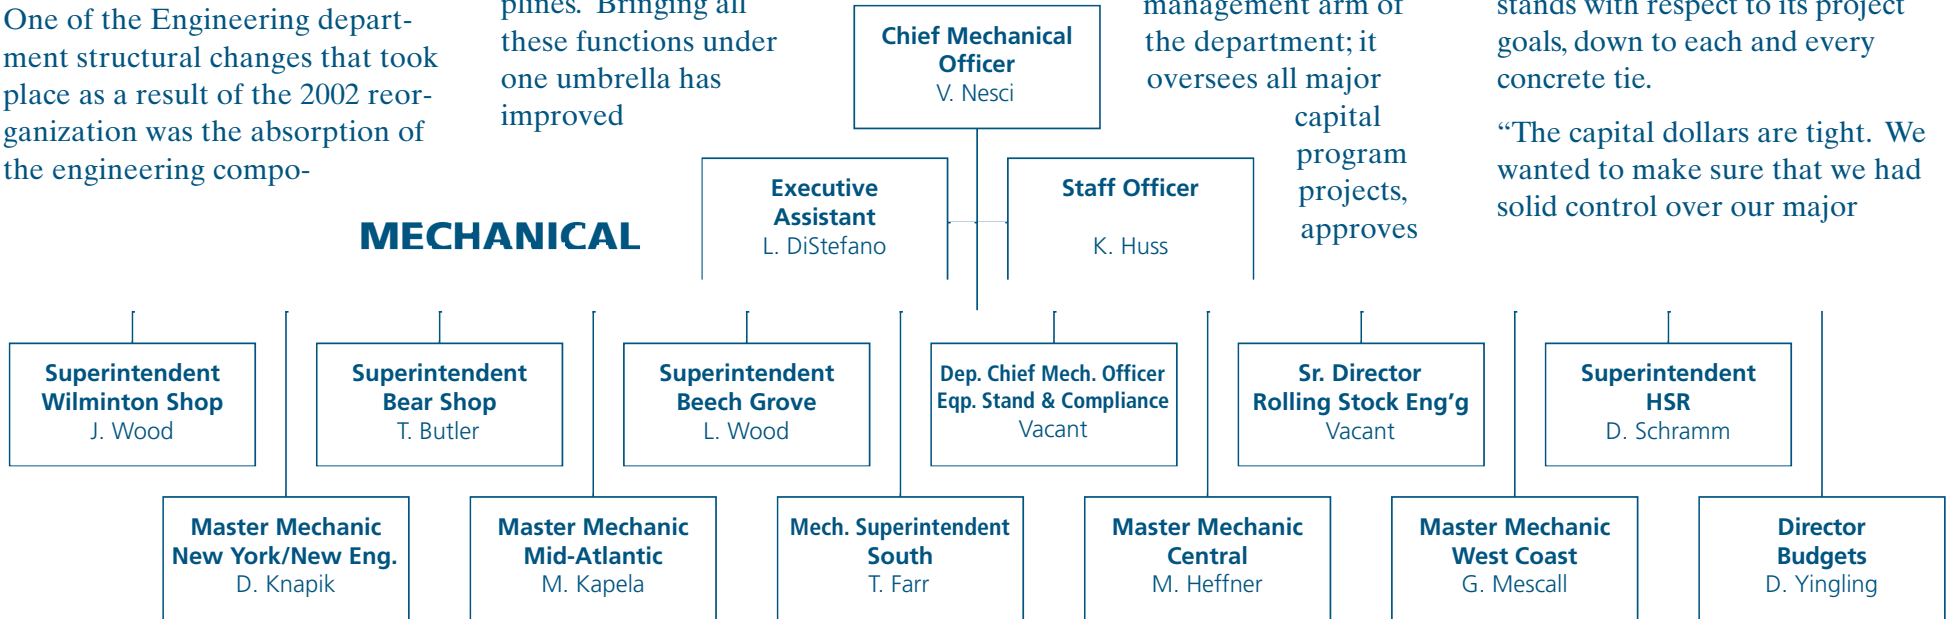 One of the Engineering depart-
ment structural changes that took
place as a result of the 2002 reor-
ganization was the absorption of
the engineering compo-
plines.  Bringing all
these functions under
one umbrella has
improved
management arm of
the department; it
oversees all major
capital
program
projects,
approves
stands with respect to its project
goals, down to each and every
concrete tie.
“The capital dollars are tight.  We
wanted to make sure that we had
solid control over our major
MECHANICAL
Chief Mechanical
Officer
V. Nesci
Executive
Assistant
L. DiStefano
Staff Officer
K. Huss
Superintendent
Wilminton Shop
J. Wood
Superintendent
Bear Shop
T. Butler
Superintendent
Beech Grove
L. Wood
Dep. Chief Mech. Officer
Eqp. Stand & Compliance
Vacant
Sr. Director
Rolling Stock Eng’g
Vacant
Superintendent
HSR
D. Schramm
Master Mechanic
New York/New Eng.
D. Knapik
Master Mechanic
Mid-Atlantic
M. Kapela
Mech. Superintendent
South
T. Farr
Master Mechanic
Central
M. Heffner
Master Mechanic
West Coast
G. Mescall
Director
Budgets
D. Yingling